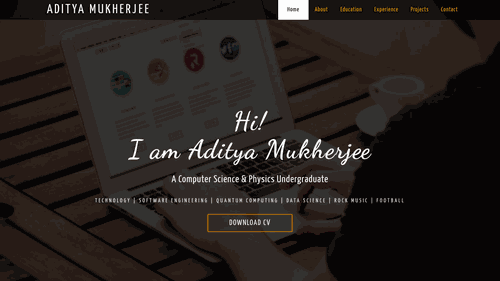 ADITYA MUKHERJEE
Home About Education Experience Projects Contact
Hi!
I am Aditya Mukherjee
A Computer Science & Physics Undergraduate
TECHNOLOGY | SOFTWARE ENGINEERING | QUANTUM COMPUTING | DATA SCIENCE | ROCK MUSIC | FOOTBALL
DOWNLOAD CV